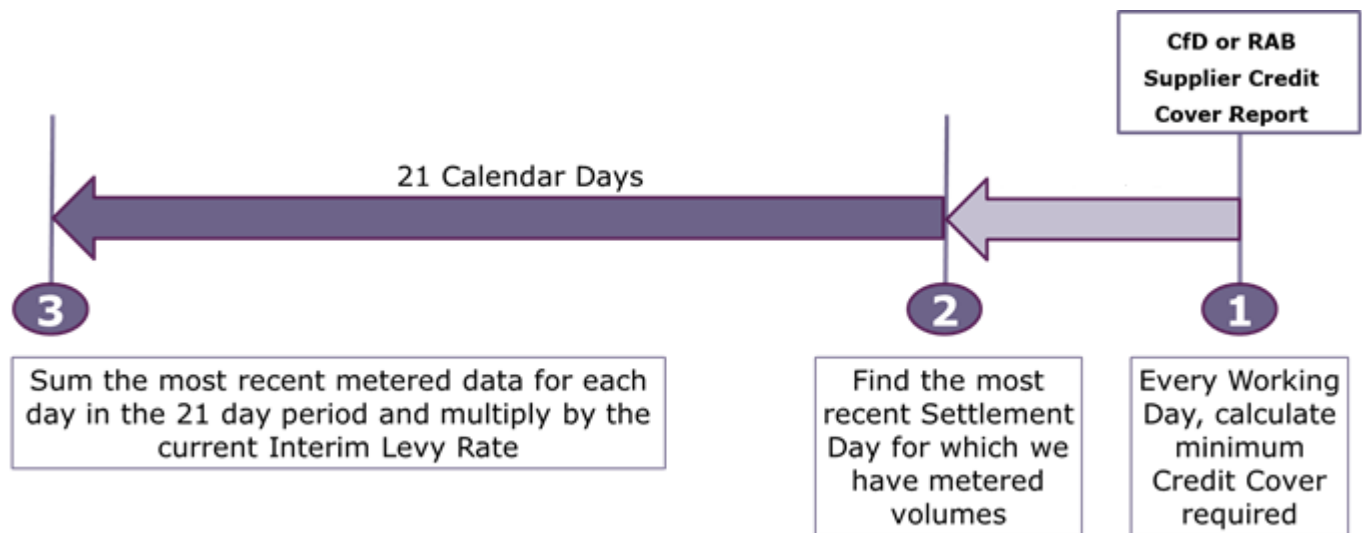 CfD or RAB
Supplier Credit
Cover Report
21 Calendar Days
3
2
1
Sum the most recent metered data for each
day in the 21 day period and multiply by the
current Interim Levy Rate
Find the most
recent Settlement
Day for which we
have metered
volumes
Every Working
Day, calculate
minimum
Credit Cover
required